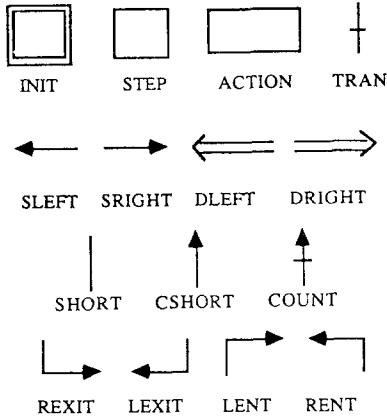 INIT STEP ACTION TRAN
SLEFT SRIGHT DLEFT DRIGHT
SHORT CSHORT COUNT
REXIT LEXIT LENT RENT